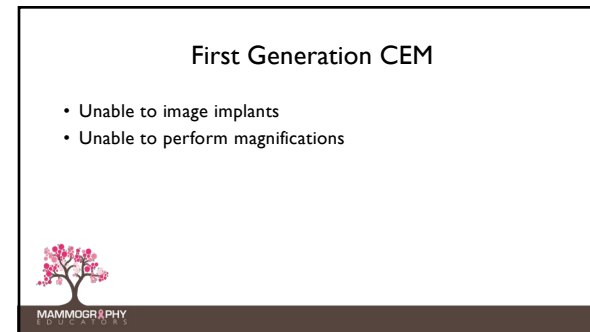 First Generation CEM
• Unable to image implants
• Unable to perform magnifications
MAMMOGRAPHY
EDUCATORS